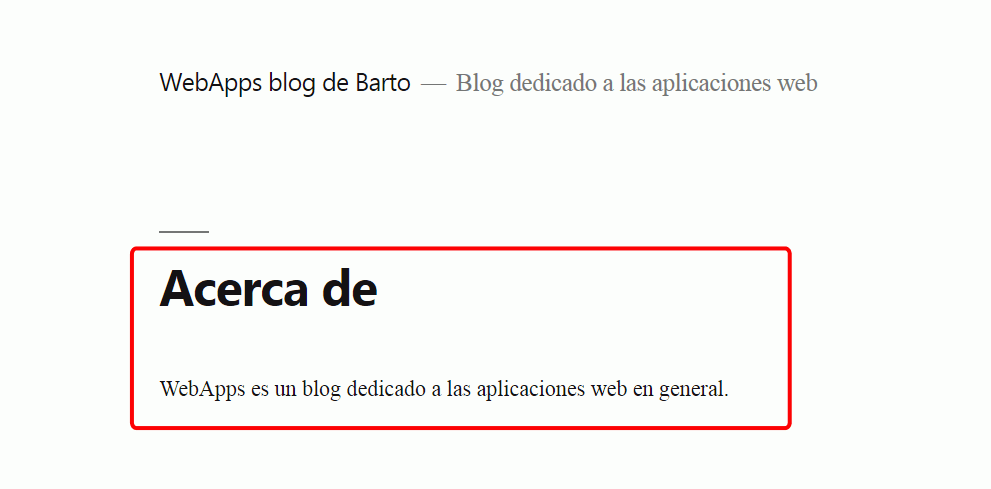 WebApps blog de Barto — Blog dedicado a las aplicaciones web
Acerca de
WebApps es un blog dedicado a las aplicaciones web en general.